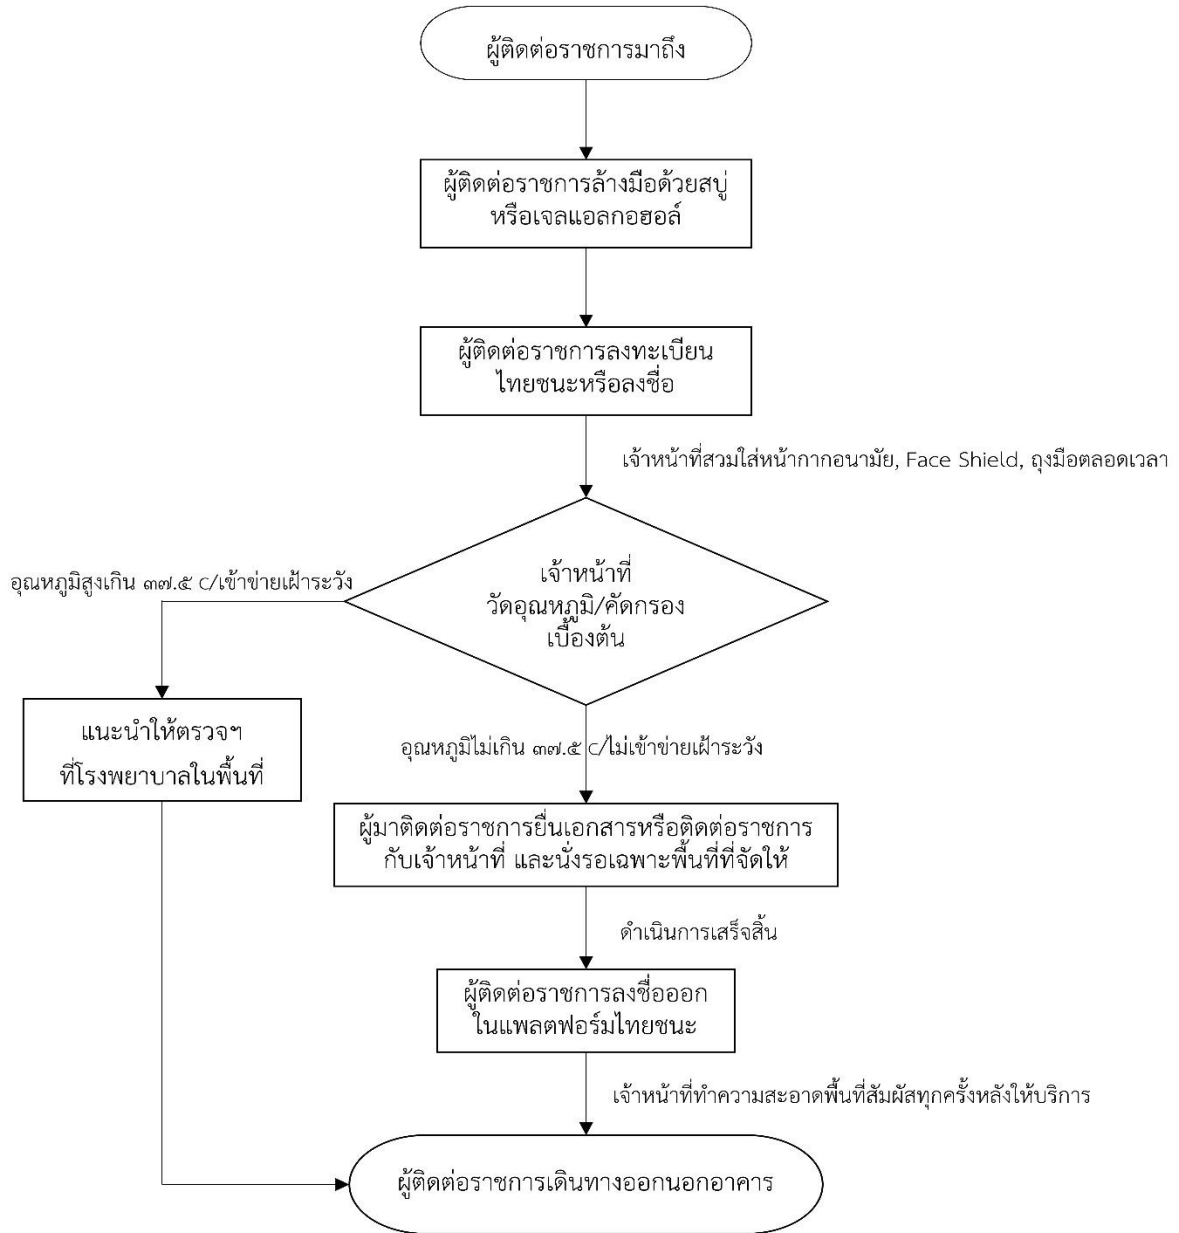 ผู้ติดต่อราชการมาถึง
ผู้ติดต่อราชการล้างมือด้วยสบู่
หรือเจลแอลกอฮอล์
ผู้ติดต่อราชการลงทะเบียน
ไทยชนะหรือลงชื่อ
เจ้าหน้าที่สวมใส่หน้ากากอนามัย, Face Shield, ถุงมือตลอดเวลา
เจ้าหน้าที่
วัดอุณหภูมิ/คัดกรอง
เบื้องต้น
อุณหภูมิสูงเกิน ๓๗.๕ C/เข้าข่ายเฝ้าระวัง
แนะนำให้ตรวจฯ
ที่โรงพยาบาลในพื้นที่
อุณหภูมิไม่เกิน ๓๗.๕ C/ไม่เข้าข่ายเฝ้าระวัง
ผู้มาติดต่อราชการยื่นเอกสารหรือติดต่อราชการ
กับเจ้าหน้าที่ และนั่งรอเฉพาะพื้นที่ที่จัดให้
ดำเนินการเสร็จสิ้น
ผู้ติดต่อราชการลงชื่อออก
ในแพลตฟอร์มไทยชนะ
เจ้าหน้าที่ทำความสะอาดพื้นที่สัมผัสทุกครั้งหลังให้บริการ
ผู้ติดต่อราชการเดินทางออกนอกอาคาร